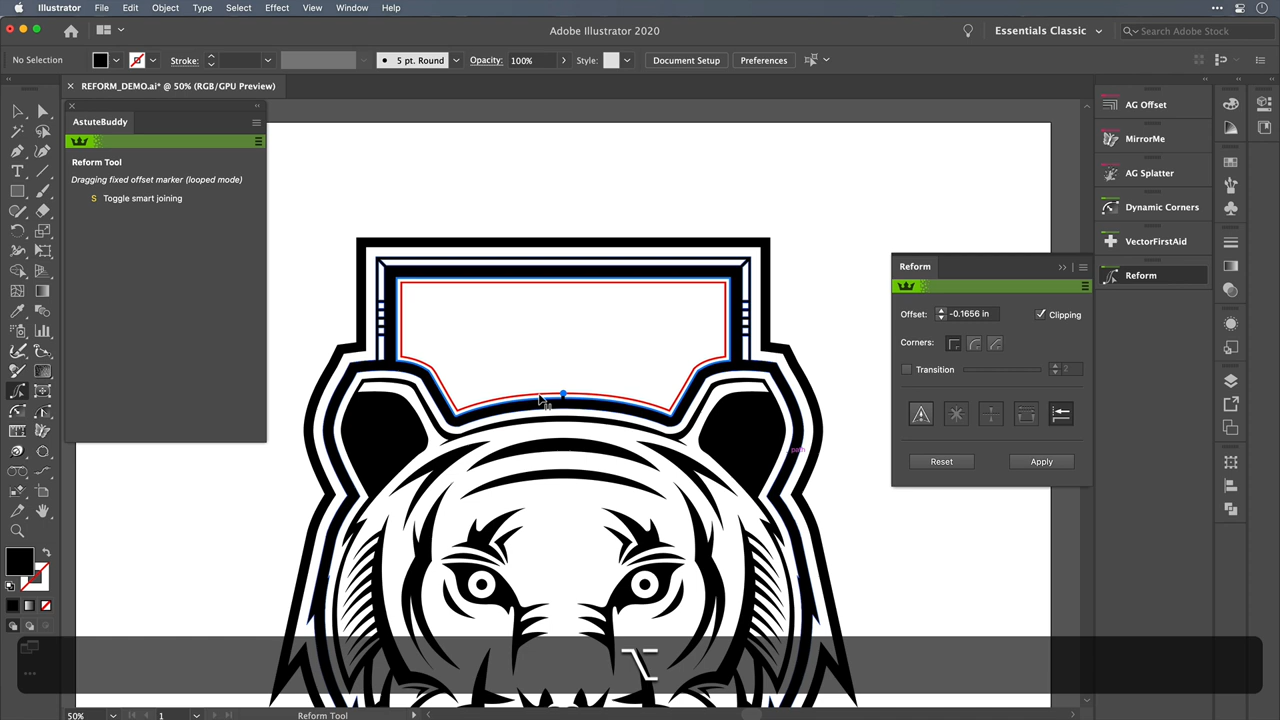 Illustrator File Edit Object Type Select Effect View Window Help
Adobe Illustrator 2020
Essentials Classic
Search Adobe Stock
No Selection Stroke: 5 pt. Round Opacity: 100% Style: Document Setup Preferences
× REFORM_DEMO.ai* @ 50% (RGB/GPU Preview)
AstuteBuddy
Reform Tool
Dragging fixed offset marker (looped mode)
S Toggle smart joining
AG Offset
MirrorMe
AG Splatter
Dynamic Corners
VectorFirstAid
Reform
Reform
Offset: -0.1656 in Clipping
Corners:
Transition 2
Reset Apply
path
⌥
50% 1 Reform Tool